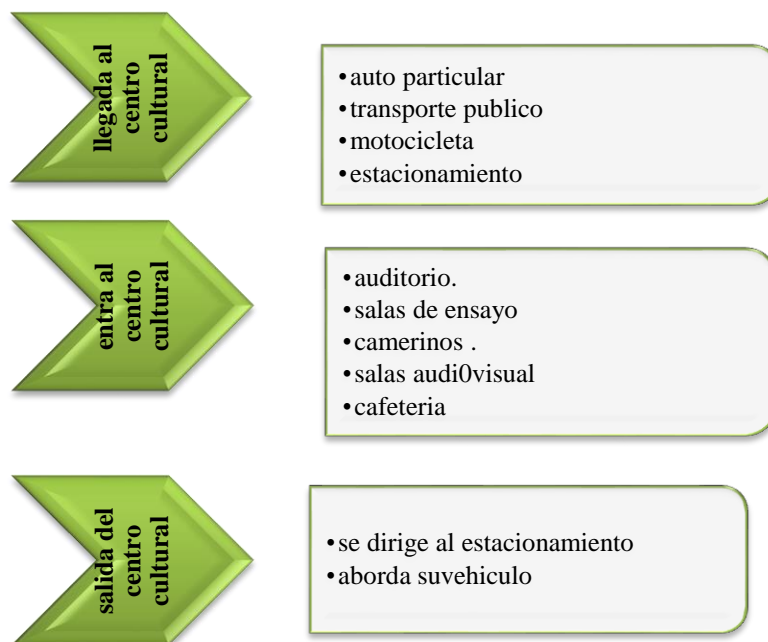 llegada al
centro
cultural
•auto particular
•transporte publico
•motocicleta
•estacionamiento
entra al
centro
cultural
•auditorio.
•salas de ensayo
•camerinos .
•salas audi0visual
•cafeteria
salida del
centro
cultural
•se dirige al estacionamiento
•aborda suvehiculo